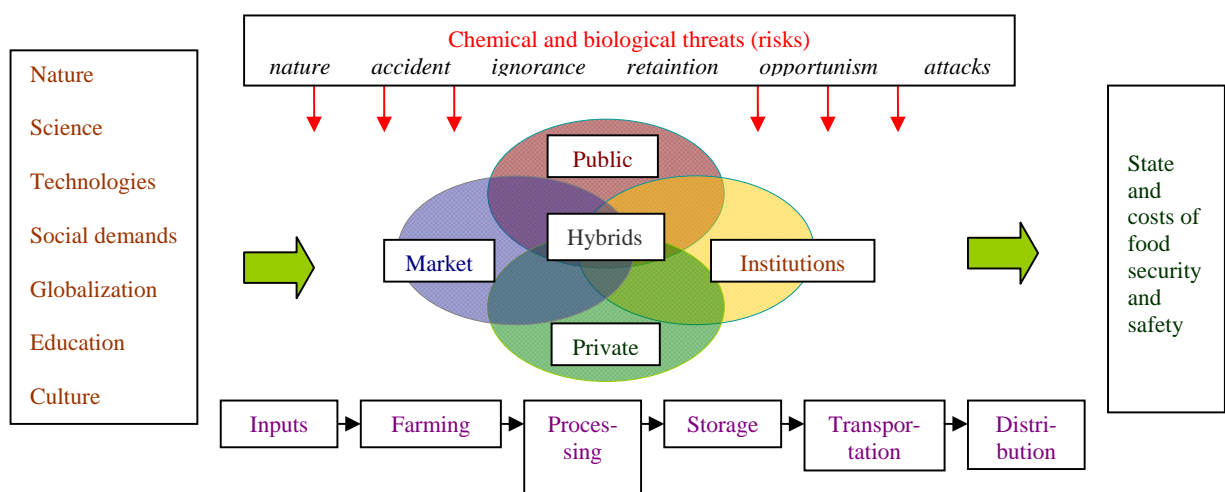 Chemical and biological threats (risks)
nature accident ignorance retaintion opportunism attacks
Nature
Science
Technologies
Social demands
Globalization
Education
Culture
Public
Hybrids
Market
Institutions
Private
State
and
costs of
food
security
and
safety
Inputs
Farming
Proces-
sing
Storage
Transpor-
tation
Distri-
bution